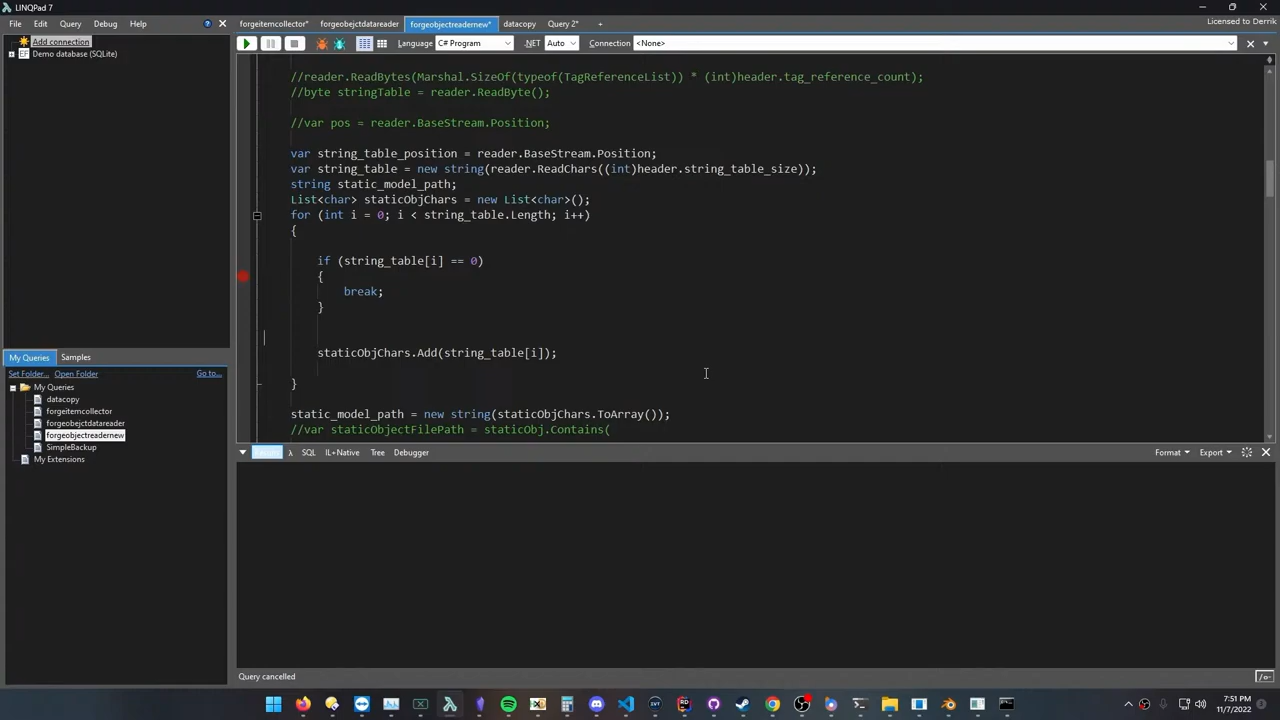 LINQPad 7
File Edit Query Debug Help
forgeitemcollector* forgeobejctdatareader forgeobjectreadernew* datacopy Query 2* +
Licensed to Derrik
Add connection
Demo database (SQLite)
Language C# Program .NET Auto Connection <None>
//reader.ReadBytes(Marshal.SizeOf(typeof(TagReferenceList)) * (int)header.tag_reference_count);
//byte stringTable = reader.ReadByte();
//var pos = reader.BaseStream.Position;
var string_table_position = reader.BaseStream.Position;
var string_table = new string(reader.ReadChars((int)header.string_table_size));
string static_model_path;
List<char> staticObjChars = new List<char>();
for (int i = 0; i < string_table.Length; i++)
{
if (string_table[i] == 0)
{
break;
}
staticObjChars.Add(string_table[i]);
}
static_model_path = new string(staticObjChars.ToArray());
//var staticObjectFilePath = staticObj.Contains(
My Queries Samples
Set Folder... Open Folder Go to...
My Queries
datacopy
forgeitemcollector
forgeobejctdatareader
forgeobjectreadernew
SimpleBackup
My Extensions
λ SQL IL+Native Tree Debugger
Format Export
Query cancelled
/o-
7:51 PM
11/7/2022